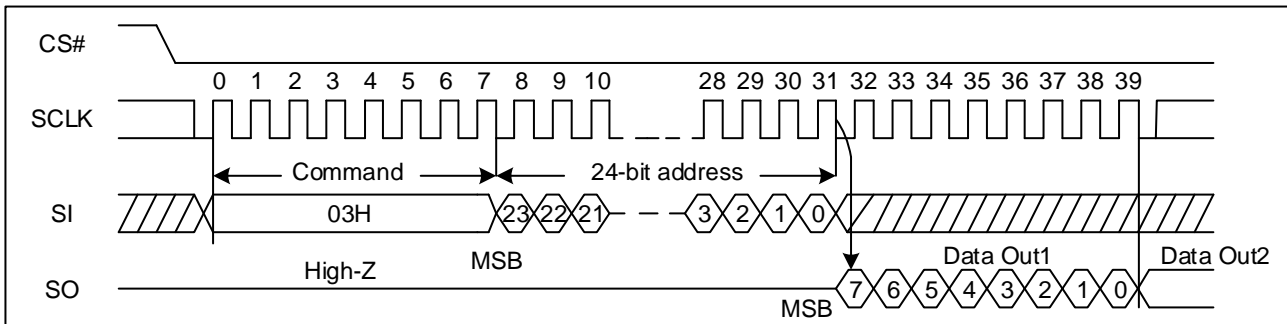 CS#
0 1 2 3 4 5 6 7 8 9 10 28 29 30 31 32 33 34 35 36 37 38 39
SCLK
Command 24-bit address
SI 03H 23 22 21 3 2 1 0
High-Z MSB Data Out1 Data Out2
SO MSB 7 6 5 4 3 2 1 0